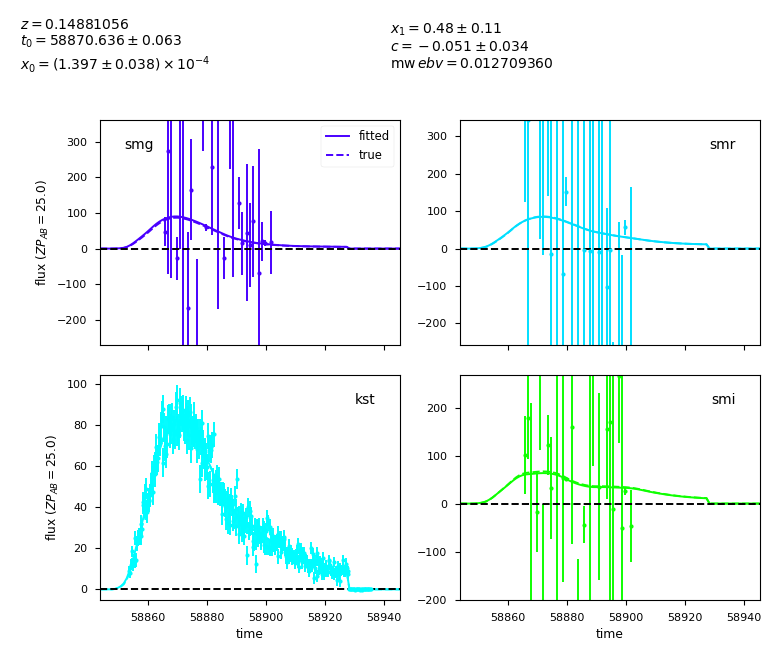 z = 0.14881056
t₀ = 58870.636 ± 0.063
x₀ = (1.397 ± 0.038) × 10⁻⁴
x₁ = 0.48 ± 0.11
c = −0.051 ± 0.034
mw ebv = 0.012709360
smg
fitted
true
300
200
100
0
−100
−200
flux (ZP_AB = 25.0)
smr
300
200
100
0
−100
−200
kst
100
80
60
40
20
0
flux (ZP_AB = 25.0)
58860 58880 58900 58920 58940
time
smi
200
100
0
−100
−200
58860 58880 58900 58920 58940
time